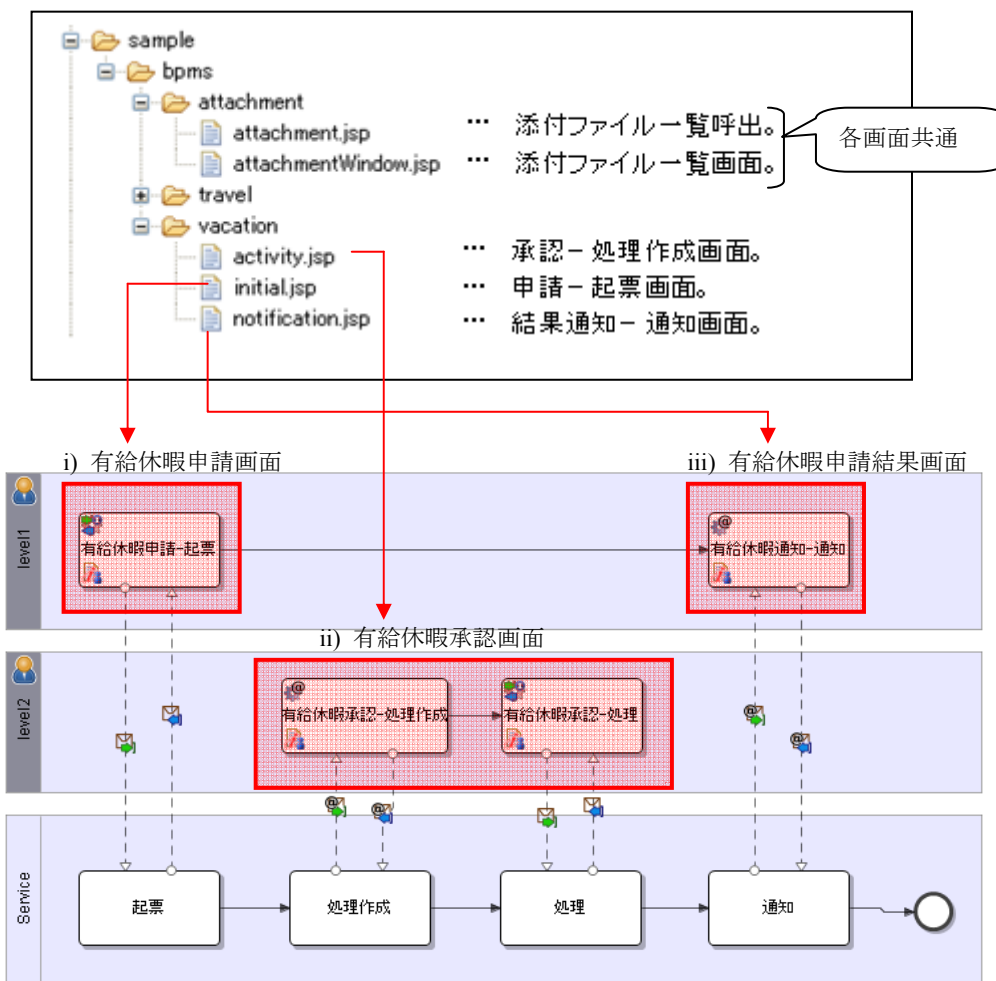 sample
bpms
attachment
attachment.jsp … 添付ファイル一覧呼出。
各画面共通
attachmentWindow.jsp … 添付ファイル一覧画面。
travel
vacation
activity.jsp … 承認－処理作成画面。
initial.jsp … 申請－起票画面。
notification.jsp … 結果通知－通知画面。
i) 有給休暇申請画面
iii) 有給休暇申請結果画面
level1
有給休暇申請-起票
有給休暇通知-通知
ii) 有給休暇承認画面
level2
有給休暇承認-処理作成
有給休暇承認-処理
Service
起票
処理作成
処理
通知